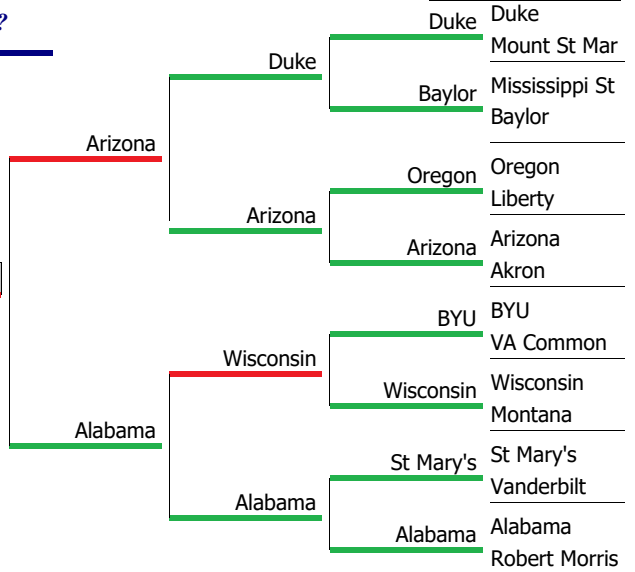 ?
Duke
Duke
Mount St Mar
Duke
Baylor
Mississippi St
Baylor
Arizona
Oregon
Oregon
Liberty
Arizona
Arizona
Arizona
Akron
BYU
BYU
VA Common
Wisconsin
Wisconsin
Wisconsin
Montana
Alabama
St Mary's
St Mary's
Vanderbilt
Alabama
Alabama
Alabama
Robert Morris